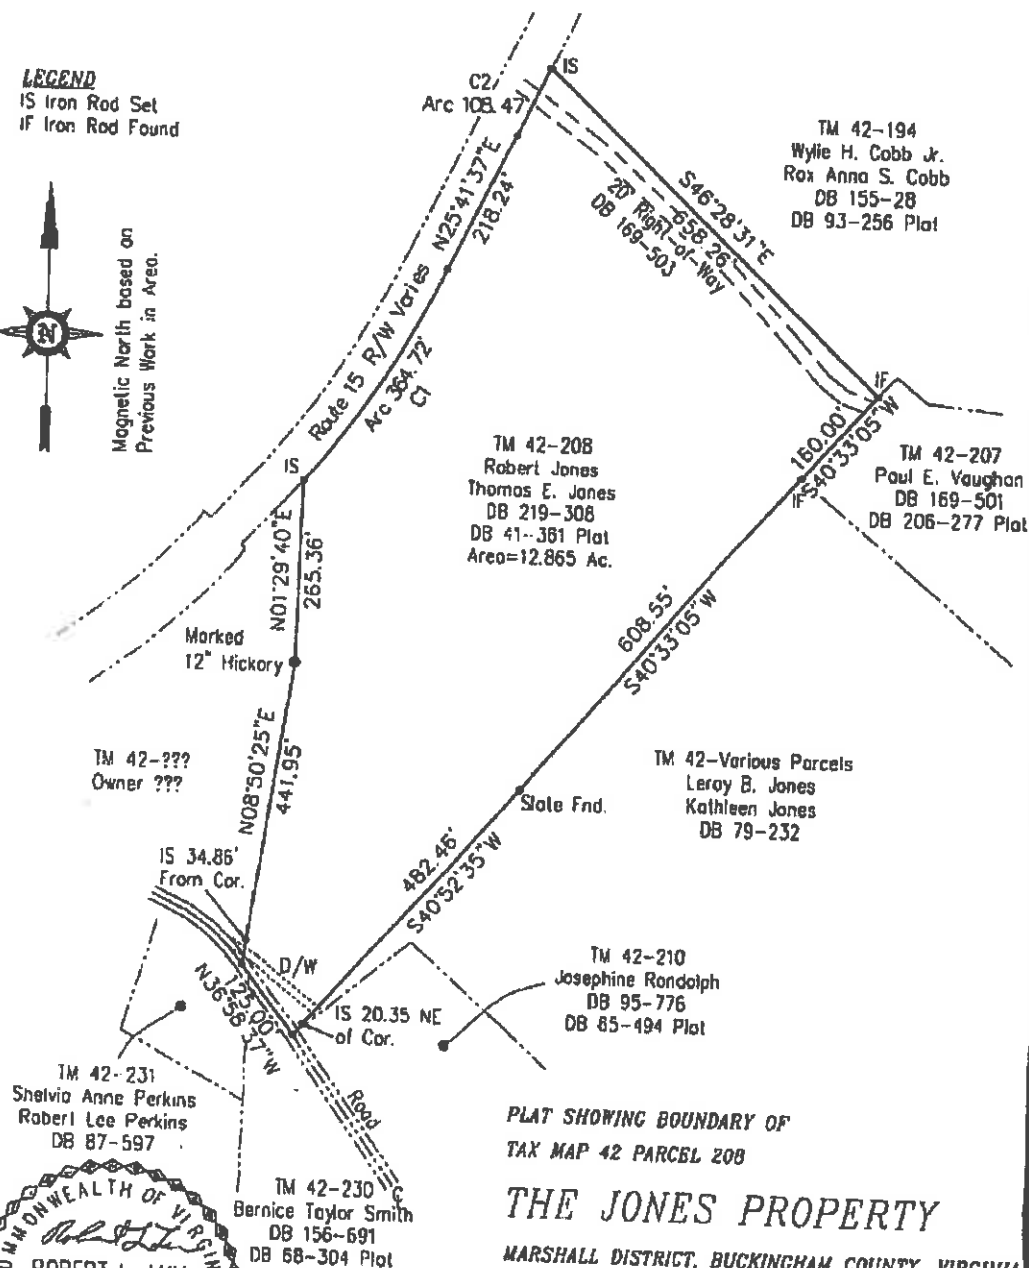 LEGEND
IS Iron Rod Set
IF Iron Rod Found
N
Magnetic North based on
Previous Work in Area.
C2
Arc 108.47'
IS
N25°41'37"E
218.24'
Route 15 R/W Varies
Arc 364.72'
C1
20' Right-of-Way
DB 169-503
S46°28'31"E
658.26'
TM 42-194
Wylie H. Cobb Jr.
Rox Anna S. Cobb
DB 155-28
DB 93-256 Plat
IF
160.00'
S40°33'05"W
IF
TM 42-207
Paul E. Vaughan
DB 169-501
DB 206-277 Plat
TM 42-208
Robert Jones
Thomas E. Jones
DB 219-308
DB 41-361 Plat
Area=12.865 Ac.
IS
N01°29'40"E
265.36'
Marked
12" Hickory
608.55'
S40°33'05"W
TM 42-???
Owner ???
N08°50'25"E
441.95'
Slate Fnd.
TM 42-Various Parcels
Leroy B. Jones
Kathleen Jones
DB 79-232
IS 34.86'
From Cor.
482.46'
S40°52'35"W
D/W
125.00'
N36°58'37"W
IS 20.35 NE
of Cor.
TM 42-210
Josephine Randolph
DB 95-776
DB 85-494 Plat
Road
TM 42-231
Shelvia Anne Perkins
Robert Lee Perkins
DB 87-597
TM 42-230
Bernice Taylor Smith
DB 156-691
DB 68-304 Plat
PLAT SHOWING BOUNDARY OF
TAX MAP 42 PARCEL 208
THE JONES PROPERTY
MARSHALL DISTRICT, BUCKINGHAM COUNTY, VIRGINIA
COMMONWEALTH OF VIRGINIA